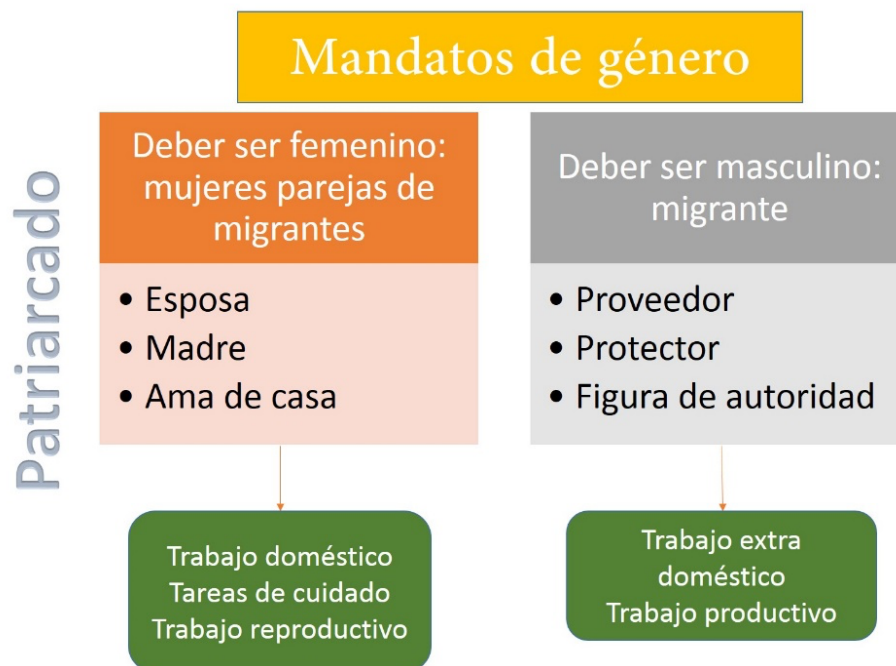 Mandatos de género
Patriarcado
Deber ser femenino:
mujeres parejas de
migrantes
• Esposa
• Madre
• Ama de casa
Trabajo doméstico
Tareas de cuidado
Trabajo reproductivo
Deber ser masculino:
migrante
• Proveedor
• Protector
• Figura de autoridad
Trabajo extra
doméstico
Trabajo productivo